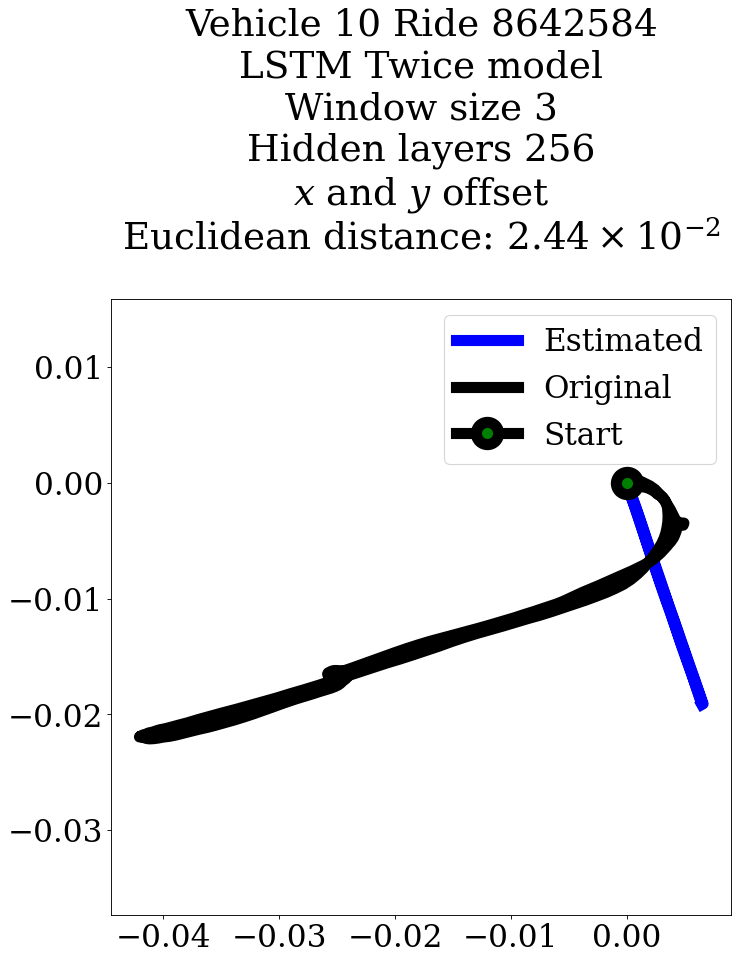 Vehicle 10 Ride 8642584
LSTM Twice model
Window size 3
Hidden layers 256
x and y offset
Euclidean distance: 2.44 × 10⁻²
Estimated
Original
Start
0.01
0.00
−0.01
−0.02
−0.03
−0.04 −0.03 −0.02 −0.01 0.00